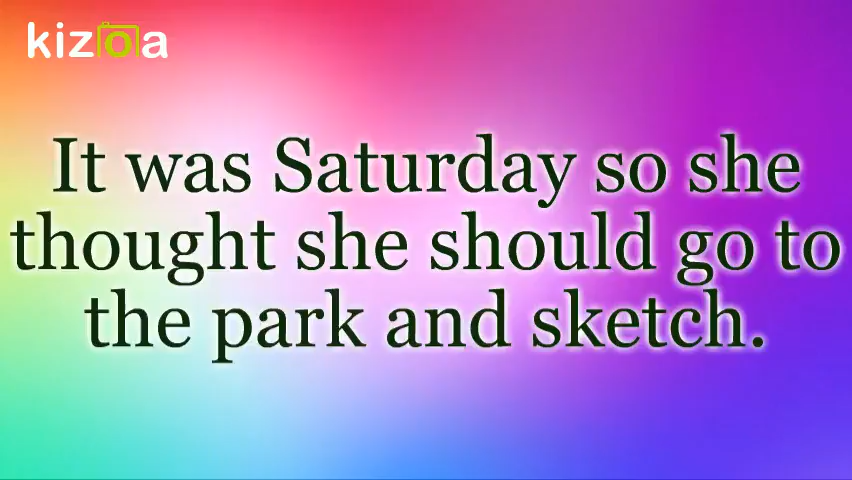 kizoa
It was Saturday so she
thought she should go to
the park and sketch.